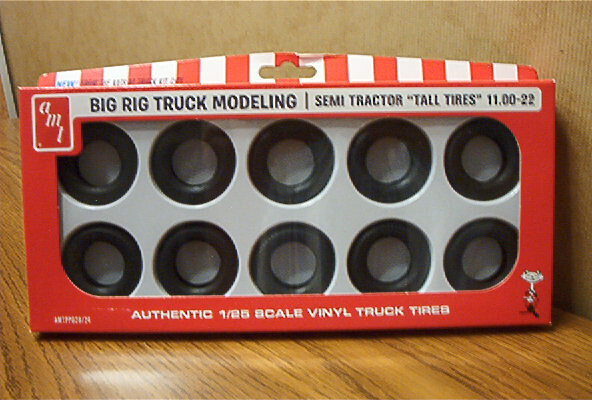 NEW!
amt
BIG RIG TRUCK MODELING | SEMI TRACTOR "TALL TIRES" 11.00-22
AUTHENTIC 1/25 SCALE VINYL TRUCK TIRES